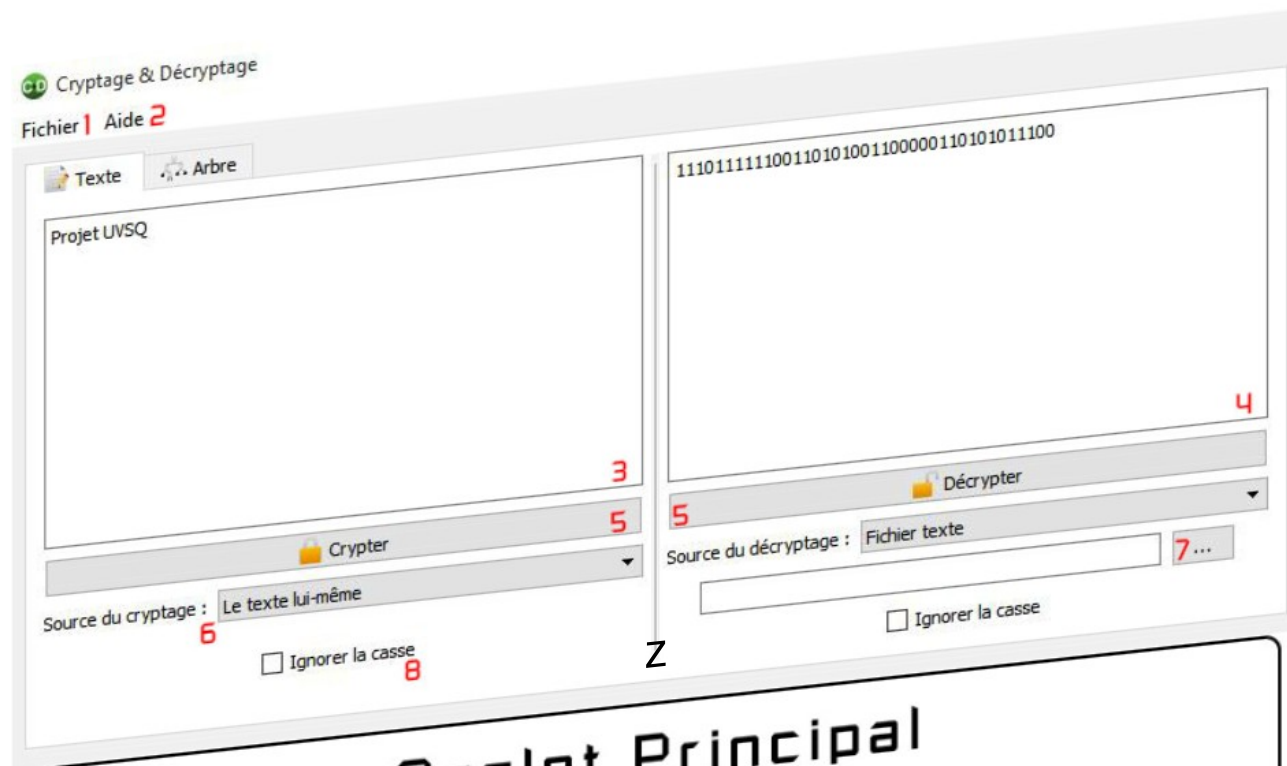 CD Cryptage & Décryptage
Fichier 1 Aide 2
Texte Arbre
Projet UVSQ
3
Crypter 5
Source du cryptage : Le texte lui-même
6
Ignorer la casse
8
111011111100110101001100000110101011100
4
5 Décrypter
Source du décryptage : Fichier texte
7 ...
Ignorer la casse
Z
Principal